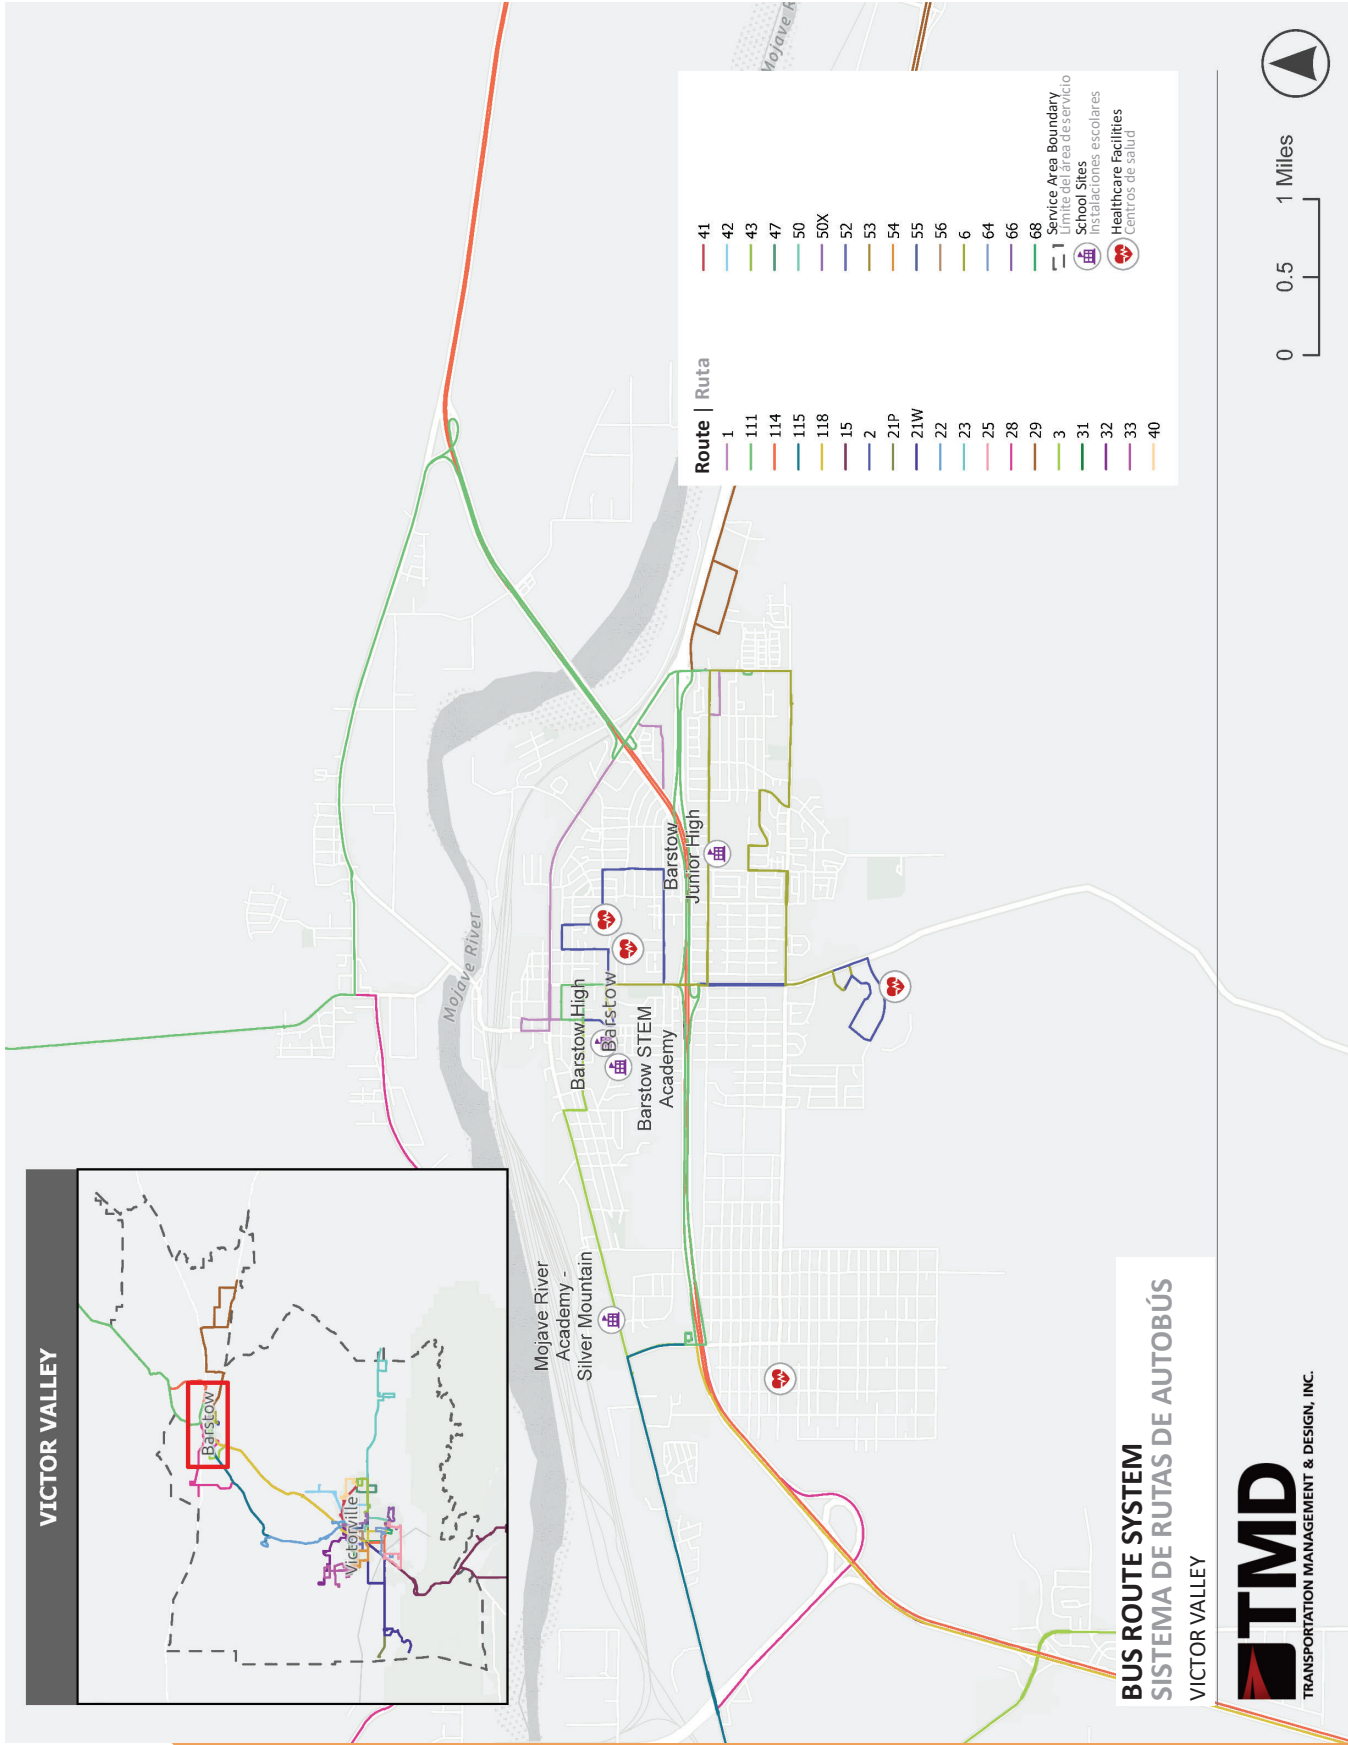 VICTOR VALLEY
Barstow
Victorville
Mojave River
Mojave R
Mojave River
Academy -
Silver Mountain
Barstow High
Barstow
Barstow STEM
Academy
Barstow
Junior High
Route | Ruta
1
111
114
115
118
15
2
21P
21W
22
23
25
28
29
3
31
32
33
40
41
42
43
47
50
50X
52
53
54
55
56
6
64
66
68
Service Area Boundary
Límite del área de servicio
School Sites
Instalaciones escolares
Healthcare Facilities
Centros de salud
BUS ROUTE SYSTEM
SISTEMA DE RUTAS DE AUTOBÚS
VICTOR VALLEY
TMD
TRANSPORTATION MANAGEMENT & DESIGN, INC.
0 0.5 1 Miles